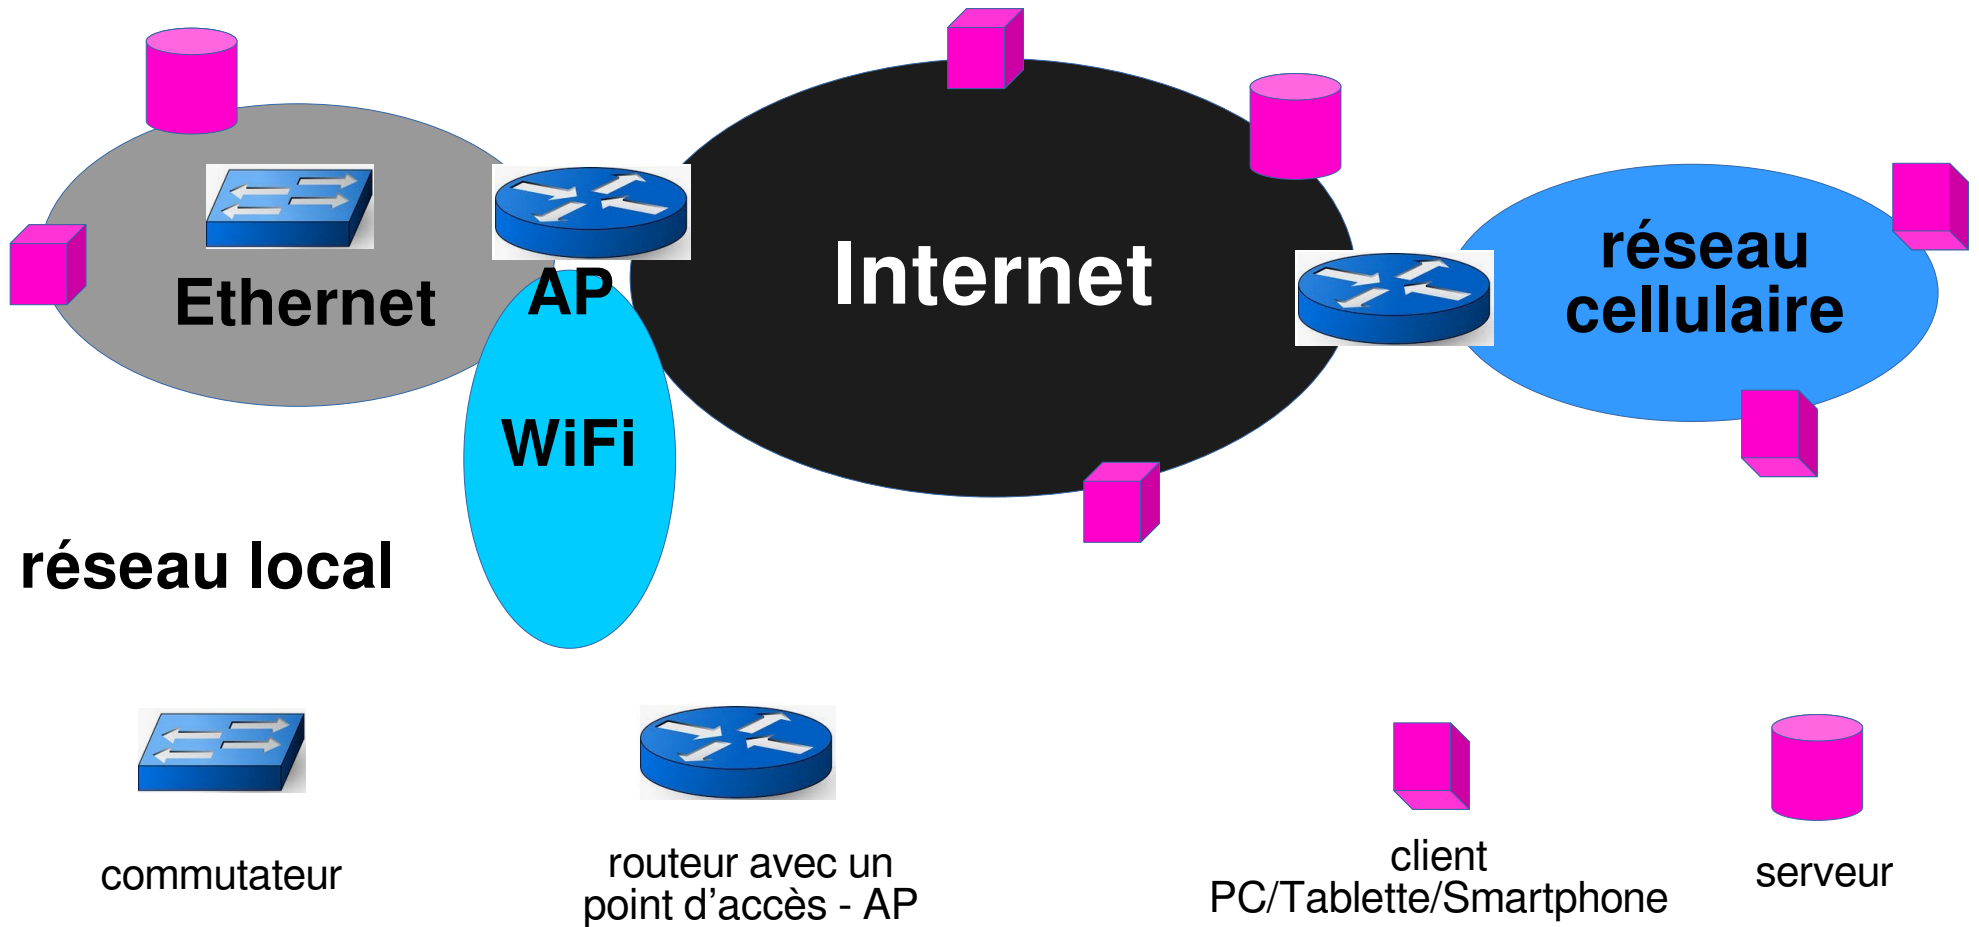 Ethernet
AP
Internet
réseau
cellulaire
WiFi
réseau local
commutateur
routeur avec un
point d’accès - AP
client
PC/Tablette/Smartphone
serveur